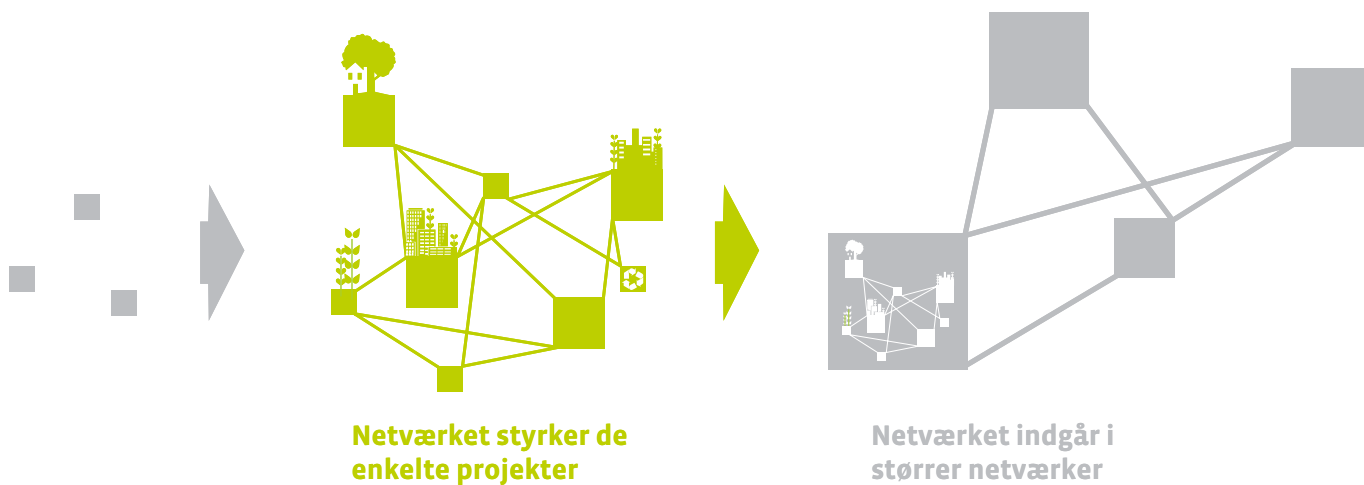 Netværket styrker de
enkelte projekter
Netværket indgår i
størrer netværker